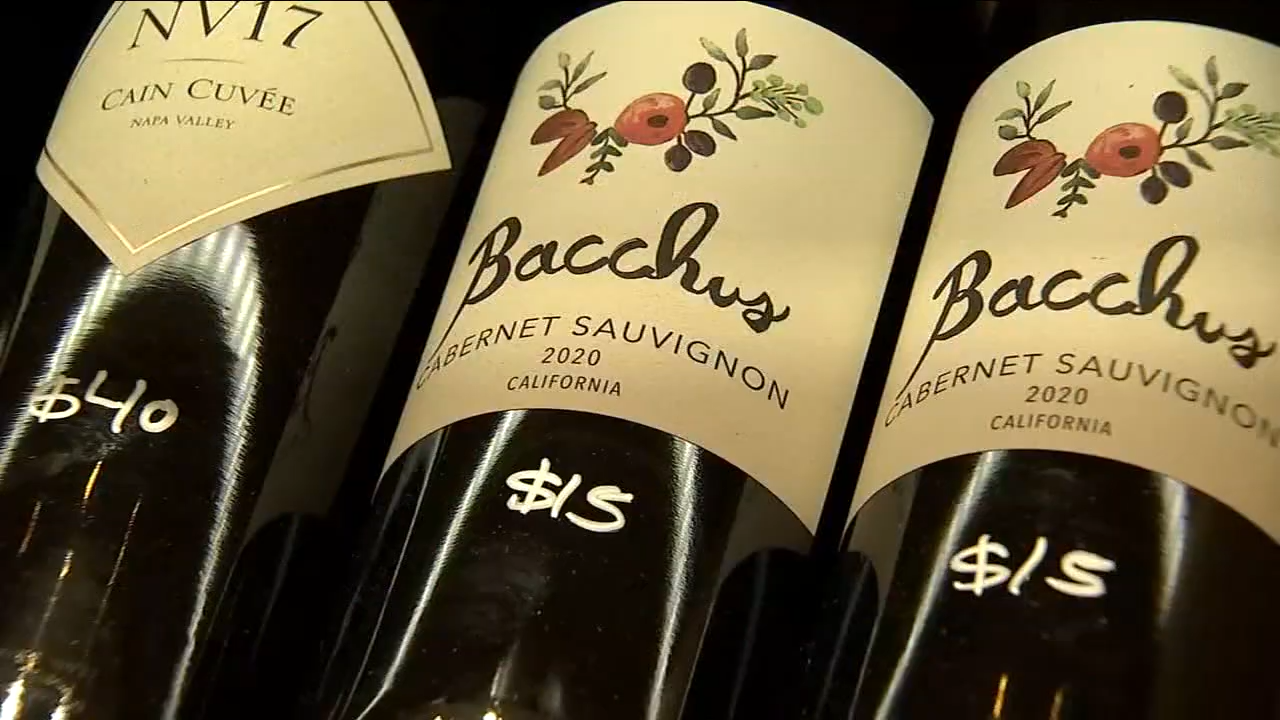 NV17
CAIN CUVÉE
NAPA VALLEY
$40
Bacchus
CABERNET SAUVIGNON
2020
CALIFORNIA
$15
Bacchus
CABERNET SAUVIGNON
2020
CALIFORNIA
$15